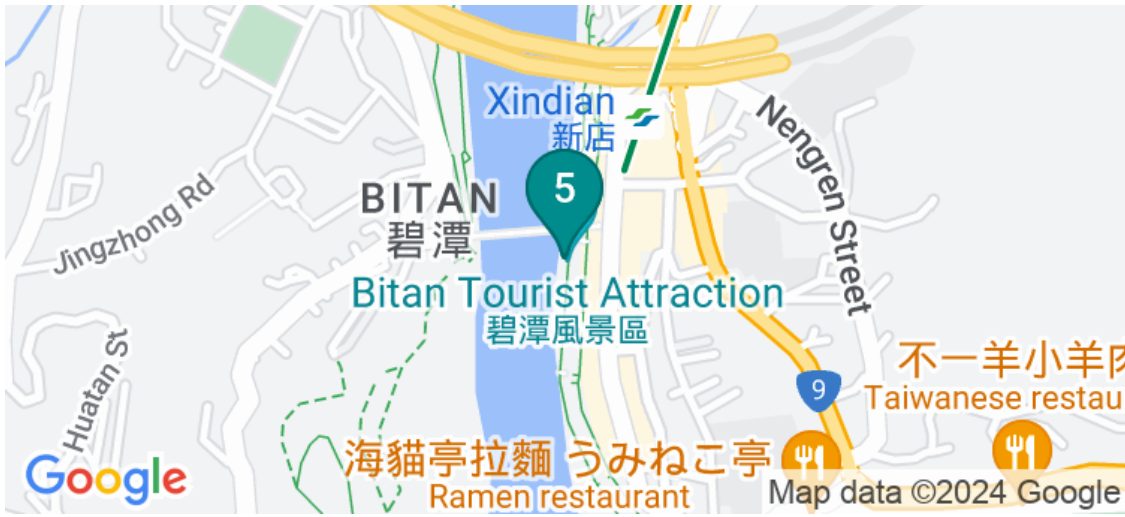 Xindian
新店
5
BITAN
碧潭
Jingzhong Rd
Nengren Street
Bitan Tourist Attraction
碧潭風景區
Huatan St
9
不一羊小羊
Taiwanese restau
海貓亭拉麵 うみねこ亭
Ramen restaurant
Google
Map data ©2024 Google